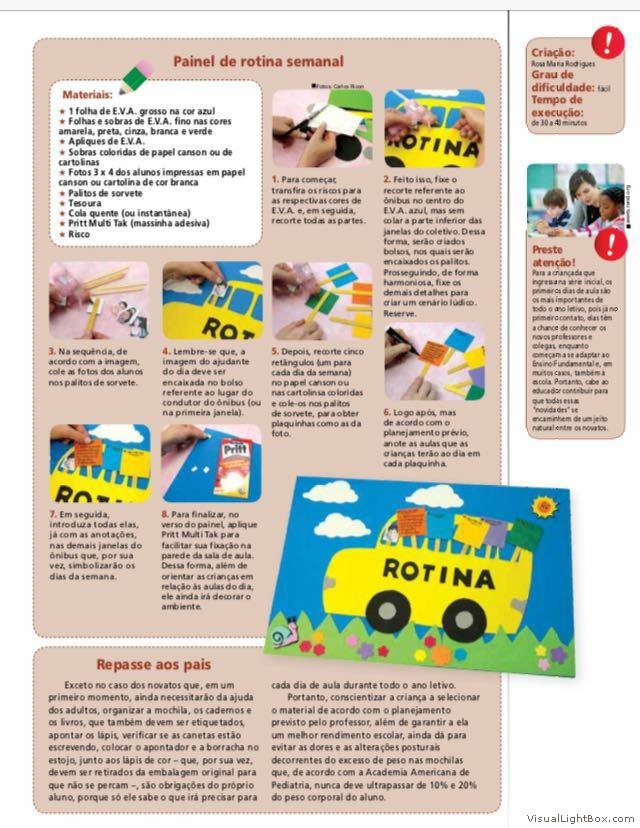 Painel de rotina semanal
Materiais:
★ 1 folha de E.V.A. grosso na cor azul
★ Folhas e sobras de E.V.A. fino nas cores
amarela, preta, cinza, branca e verde
★ Apliques de E.V.A.
★ Sobras coloridas de papel canson ou de
cartolinas
★ Fotos 3 x 4 dos alunos impressas em papel
canson ou cartolina de cor branca
★ Palitos de sorvete
★ Tesoura
★ Cola quente (ou instantânea)
★ Pritt Multi Tak (massinha adesiva)
★ Risco
■Fotos: Carlos Ricon
1. Para começar,
transfira os riscos para
as respectivas cores de
E.V.A. e, em seguida,
recorte todas as partes.
ROTINA
2. Feito isso, fixe o
recorte referente ao
ônibus no centro do
E.V.A. azul, mas sem
colar a parte inferior das
janelas do coletivo. Dessa
forma, serão criados
bolsos, nos quais serão
encaixados os palitos.
Prosseguindo, de forma
harmoniosa, fixe os
demais detalhes para
criar um cenário lúdico.
Reserve.
3. Na sequência, de
acordo com a imagem,
cole as fotos dos alunos
nos palitos de sorvete.
ROTI
4. Lembre-se que, a
imagem do ajudante
do dia deve ser
encaixada no bolso
referente ao lugar do
condutor do ônibus (ou
na primeira janela).
5. Depois, recorte cinco
retângulos (um para
cada dia da semana)
no papel canson ou
nas cartolinas coloridas
e cole-os nos palitos
de sorvete, para obter
plaquinhas como as da
foto.
6. Logo após, mas
de acordo com o
planejamento prévio,
anote as aulas que as
crianças terão ao dia em
cada plaquinha.
7. Em seguida,
introduza todas elas,
já com as anotações,
nas demais janelas do
ônibus que, por sua
vez, simbolizarão os
dias da semana.
Pritt
8. Para finalizar, no
verso do painel, aplique
Pritt Multi Tak para
facilitar sua fixação na
parede da sala de aula.
Dessa forma, além de
orientar as crianças em
relação às aulas do dia,
ele ainda irá decorar o
ambiente.
ROTINA
Repasse aos pais
Exceto no caso dos novatos que, em um
primeiro momento, ainda necessitarão da ajuda
dos adultos, organizar a mochila, os cadernos e
os livros, que também devem ser etiquetados,
apontar os lápis, verificar se as canetas estão
escrevendo, colocar o apontador e a borracha no
estojo, junto aos lápis de cor – que, por sua vez,
devem ser retirados da embalagem original para
que não se percam –, são obrigações do próprio
aluno, porque só ele sabe o que irá precisar para
cada dia de aula durante todo o ano letivo.
Portanto, conscientizar a criança a selecionar
o material de acordo com o planejamento
previsto pelo professor, além de garantir a ela
um melhor rendimento escolar, ainda dá para
evitar as dores e as alterações posturais
decorrentes do excesso de peso nas mochilas
que, de acordo com a Academia Americana de
Pediatria, nunca deve ultrapassar de 10% e 20%
do peso corporal do aluno.
!
Criação:
Rosa Maria Rodrigues
Grau de
dificuldade: fácil
Tempo de
execução:
de 30 a 40 minutos
!
Preste
atenção!
Para a criançada que
ingressa na série inicial, os
primeiros dias de aula são
os mais importantes de
todo o ano letivo, pois já no
primeiro contato, elas têm
a chance de conhecer os
novos professores e
colegas, enquanto
começam a se adaptar ao
Ensino Fundamental e, em
muitos casos, também à
escola. Portanto, cabe ao
educador contribuir para
que todas essas
"novidades" se
encaminhem de um jeito
natural entre os novatos.
VisualLightBox.com